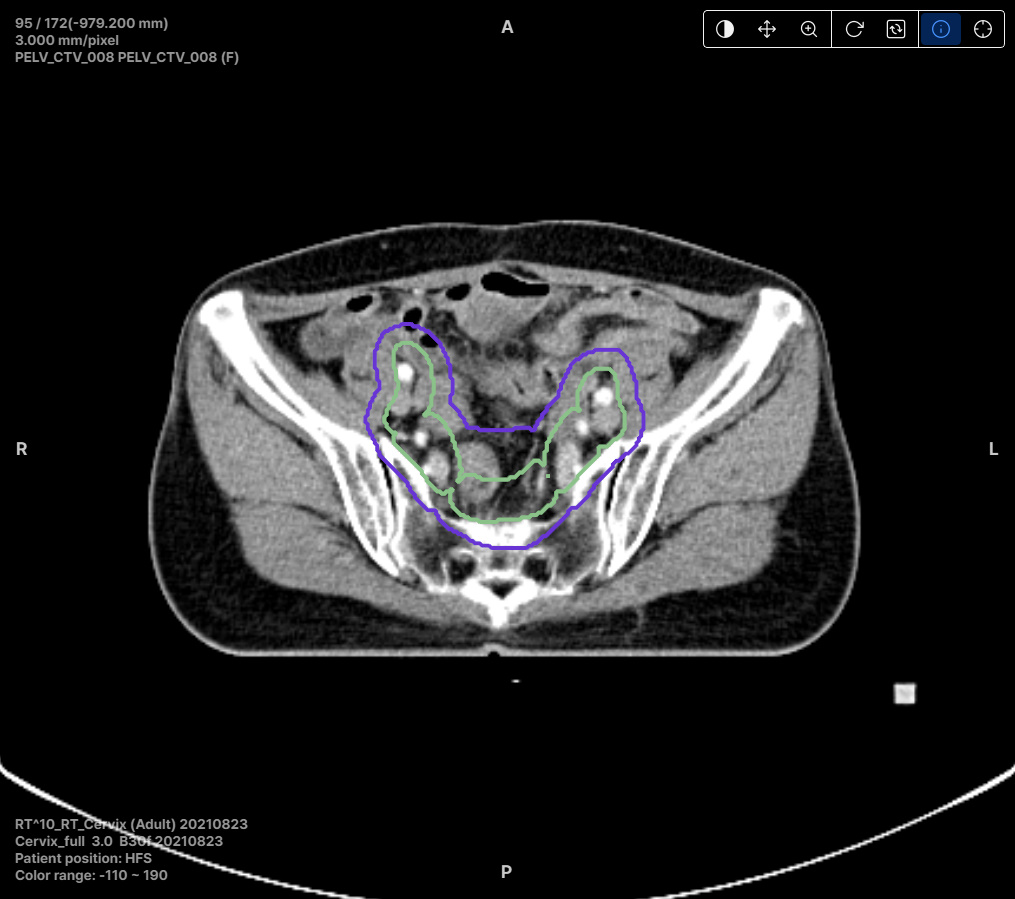 95 / 172(-979.200 mm)
3.000 mm/pixel
PELV_CTV_008 PELV_CTV_008 (F)
A
R
L
RT^10_RT_Cervix (Adult) 20210823
Cervix_full 3.0 B30f 20210823
Patient position: HFS
Color range: -110 ~ 190
P